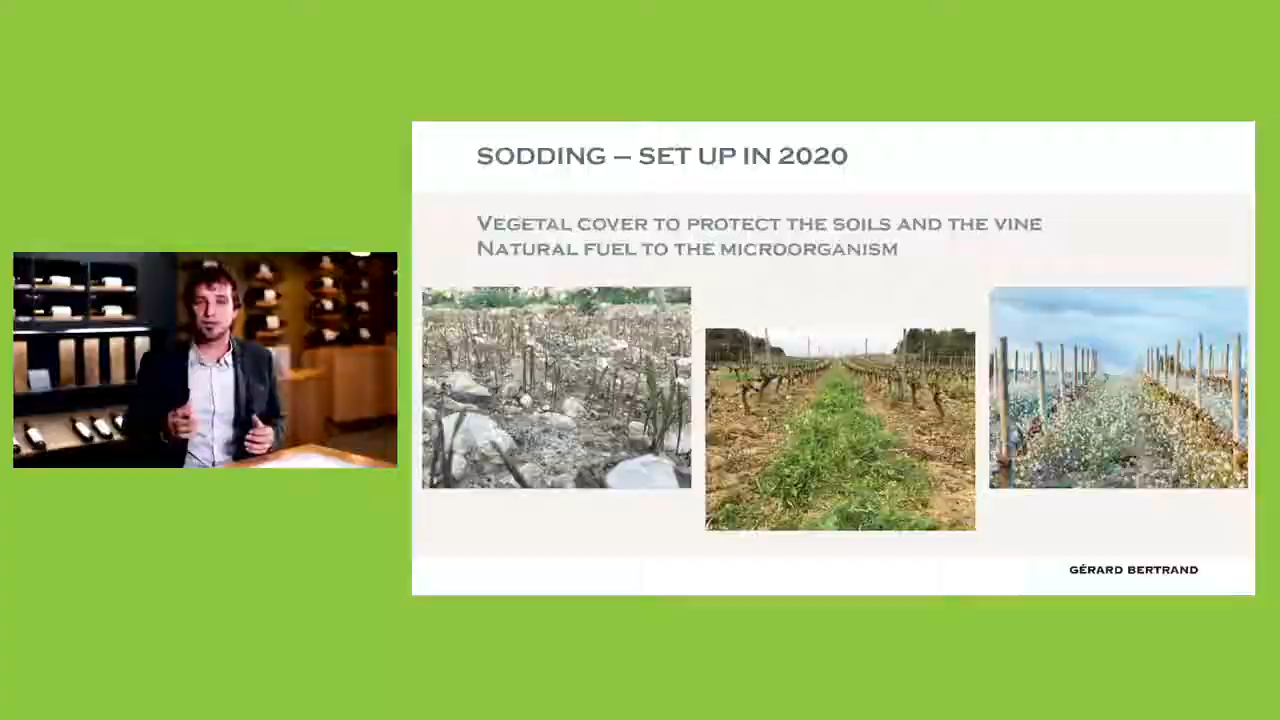 SODDING – SET UP IN 2020
VEGETAL COVER TO PROTECT THE SOILS AND THE VINE
NATURAL FUEL TO THE MICROORGANISM
GÉRARD BERTRAND